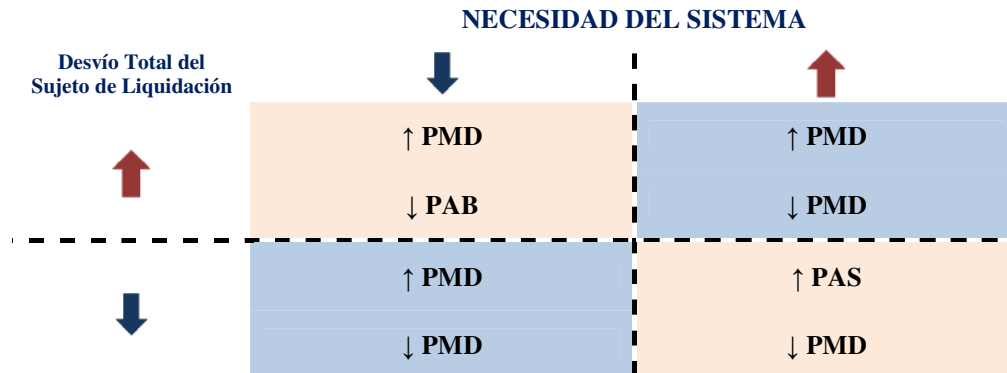 NECESIDAD DEL SISTEMA
Desvío Total del
Sujeto de Liquidación
↑ PMD
↑ PMD
↓ PAB
↓ PMD
↑ PMD
↑ PAS
↓ PMD
↓ PMD